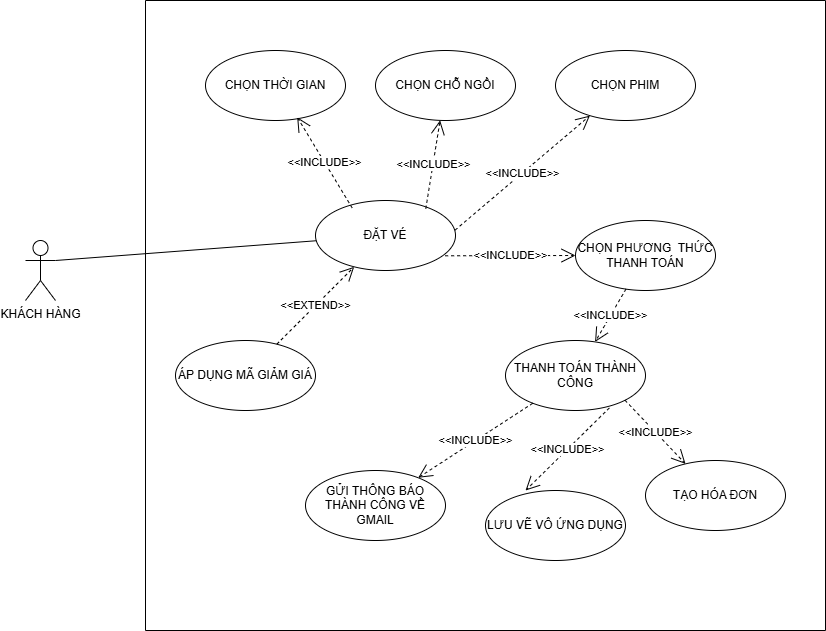 CHỌN THỜI GIAN
CHỌN CHỖ NGỒI
CHỌN PHIM
<<INCLUDE>>
<<INCLUDE>>
<<INCLUDE>>
ĐẶT VÉ
CHỌN PHƯƠNG THỨC
THANH TOÁN
<<INCLUDE>>
KHÁCH HÀNG
<<EXTEND>>
<<INCLUDE>>
ÁP DỤNG MÃ GIẢM GIÁ
THANH TOÁN THÀNH
CÔNG
<<INCLUDE>>
<<INCLUDE>>
<<INCLUDE>>
GỬI THÔNG BÁO
THÀNH CÔNG VỀ
GMAIL
LƯU VẼ VÔ ỨNG DỤNG
TẠO HÓA ĐƠN